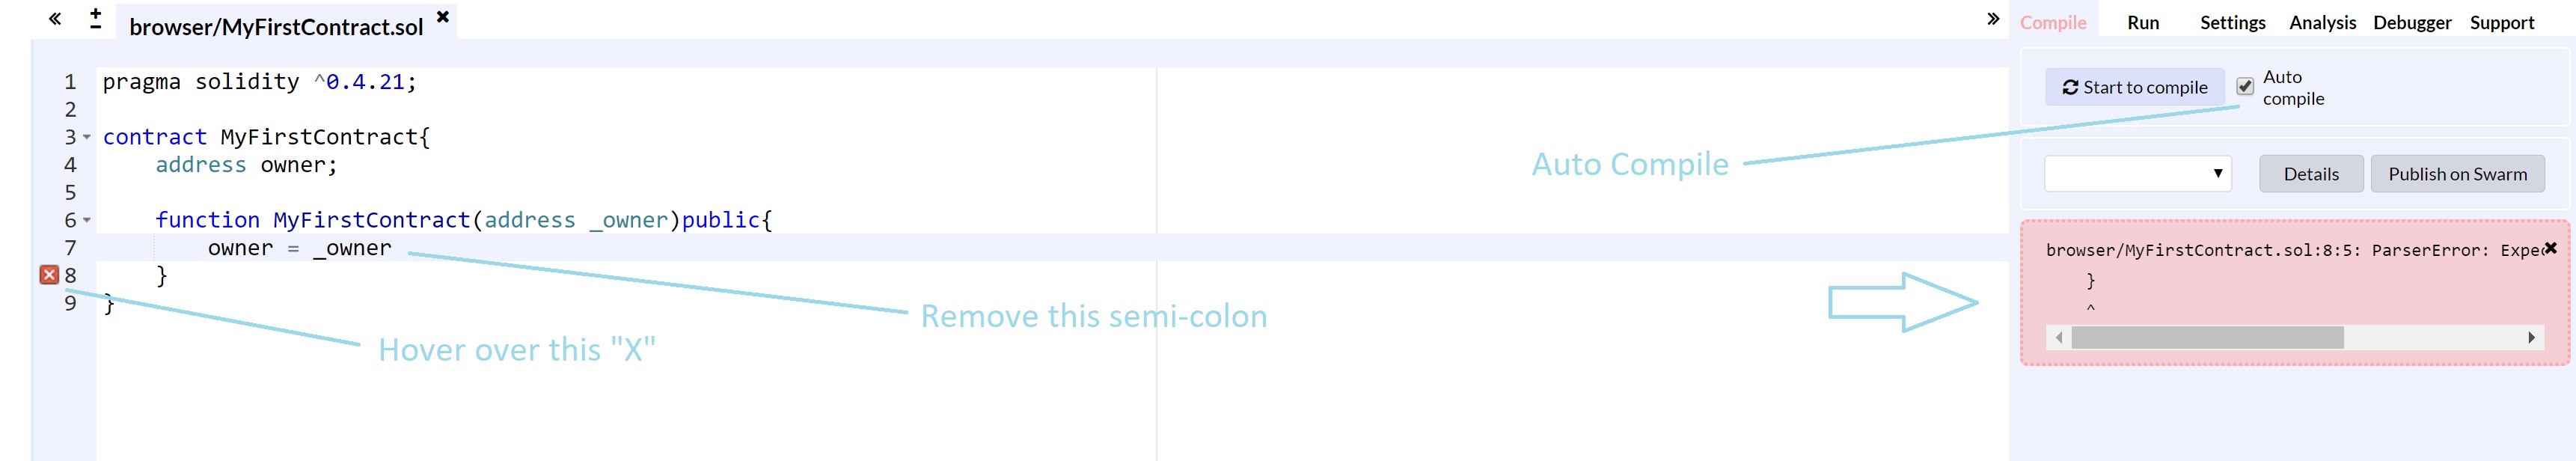 browser/MyFirstContract.sol
Compile Run Settings Analysis Debugger Support
1 pragma solidity ^0.4.21;
2
3 contract MyFirstContract{
4 address owner;
5
6 function MyFirstContract(address _owner)public{
7 owner = _owner
8 }
9 }
Remove this semi-colon
Hover over this "X"
Auto Compile
Start to compile
Auto
compile
Details
Publish on Swarm
browser/MyFirstContract.sol:8:5: ParserError: Expe
}
^